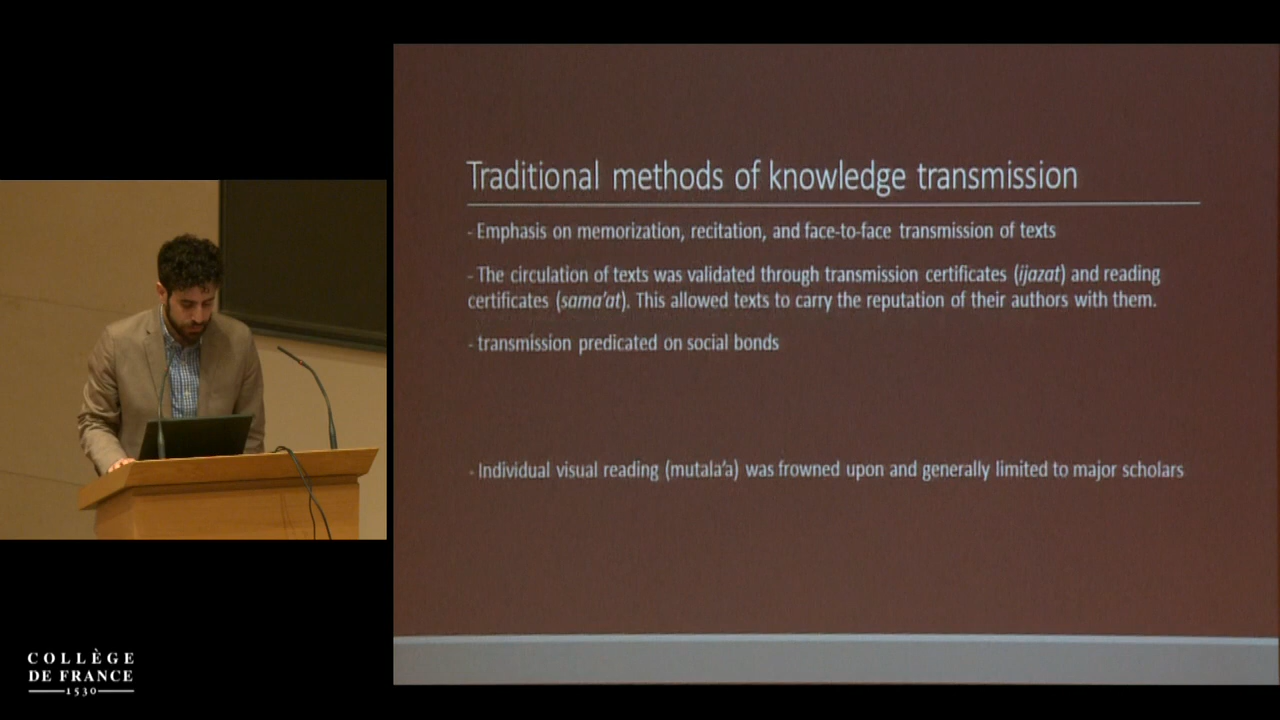 Traditional methods of knowledge transmission
- Emphasis on memorization, recitation, and face-to-face transmission of texts
- The circulation of texts was validated through transmission certificates (ijazat) and reading
certificates (sama'at). This allowed texts to carry the reputation of their authors with them.
- transmission predicated on social bonds
- Individual visual reading (mutala'a) was frowned upon and generally limited to major scholars
COLLÈGE
DE FRANCE
1530